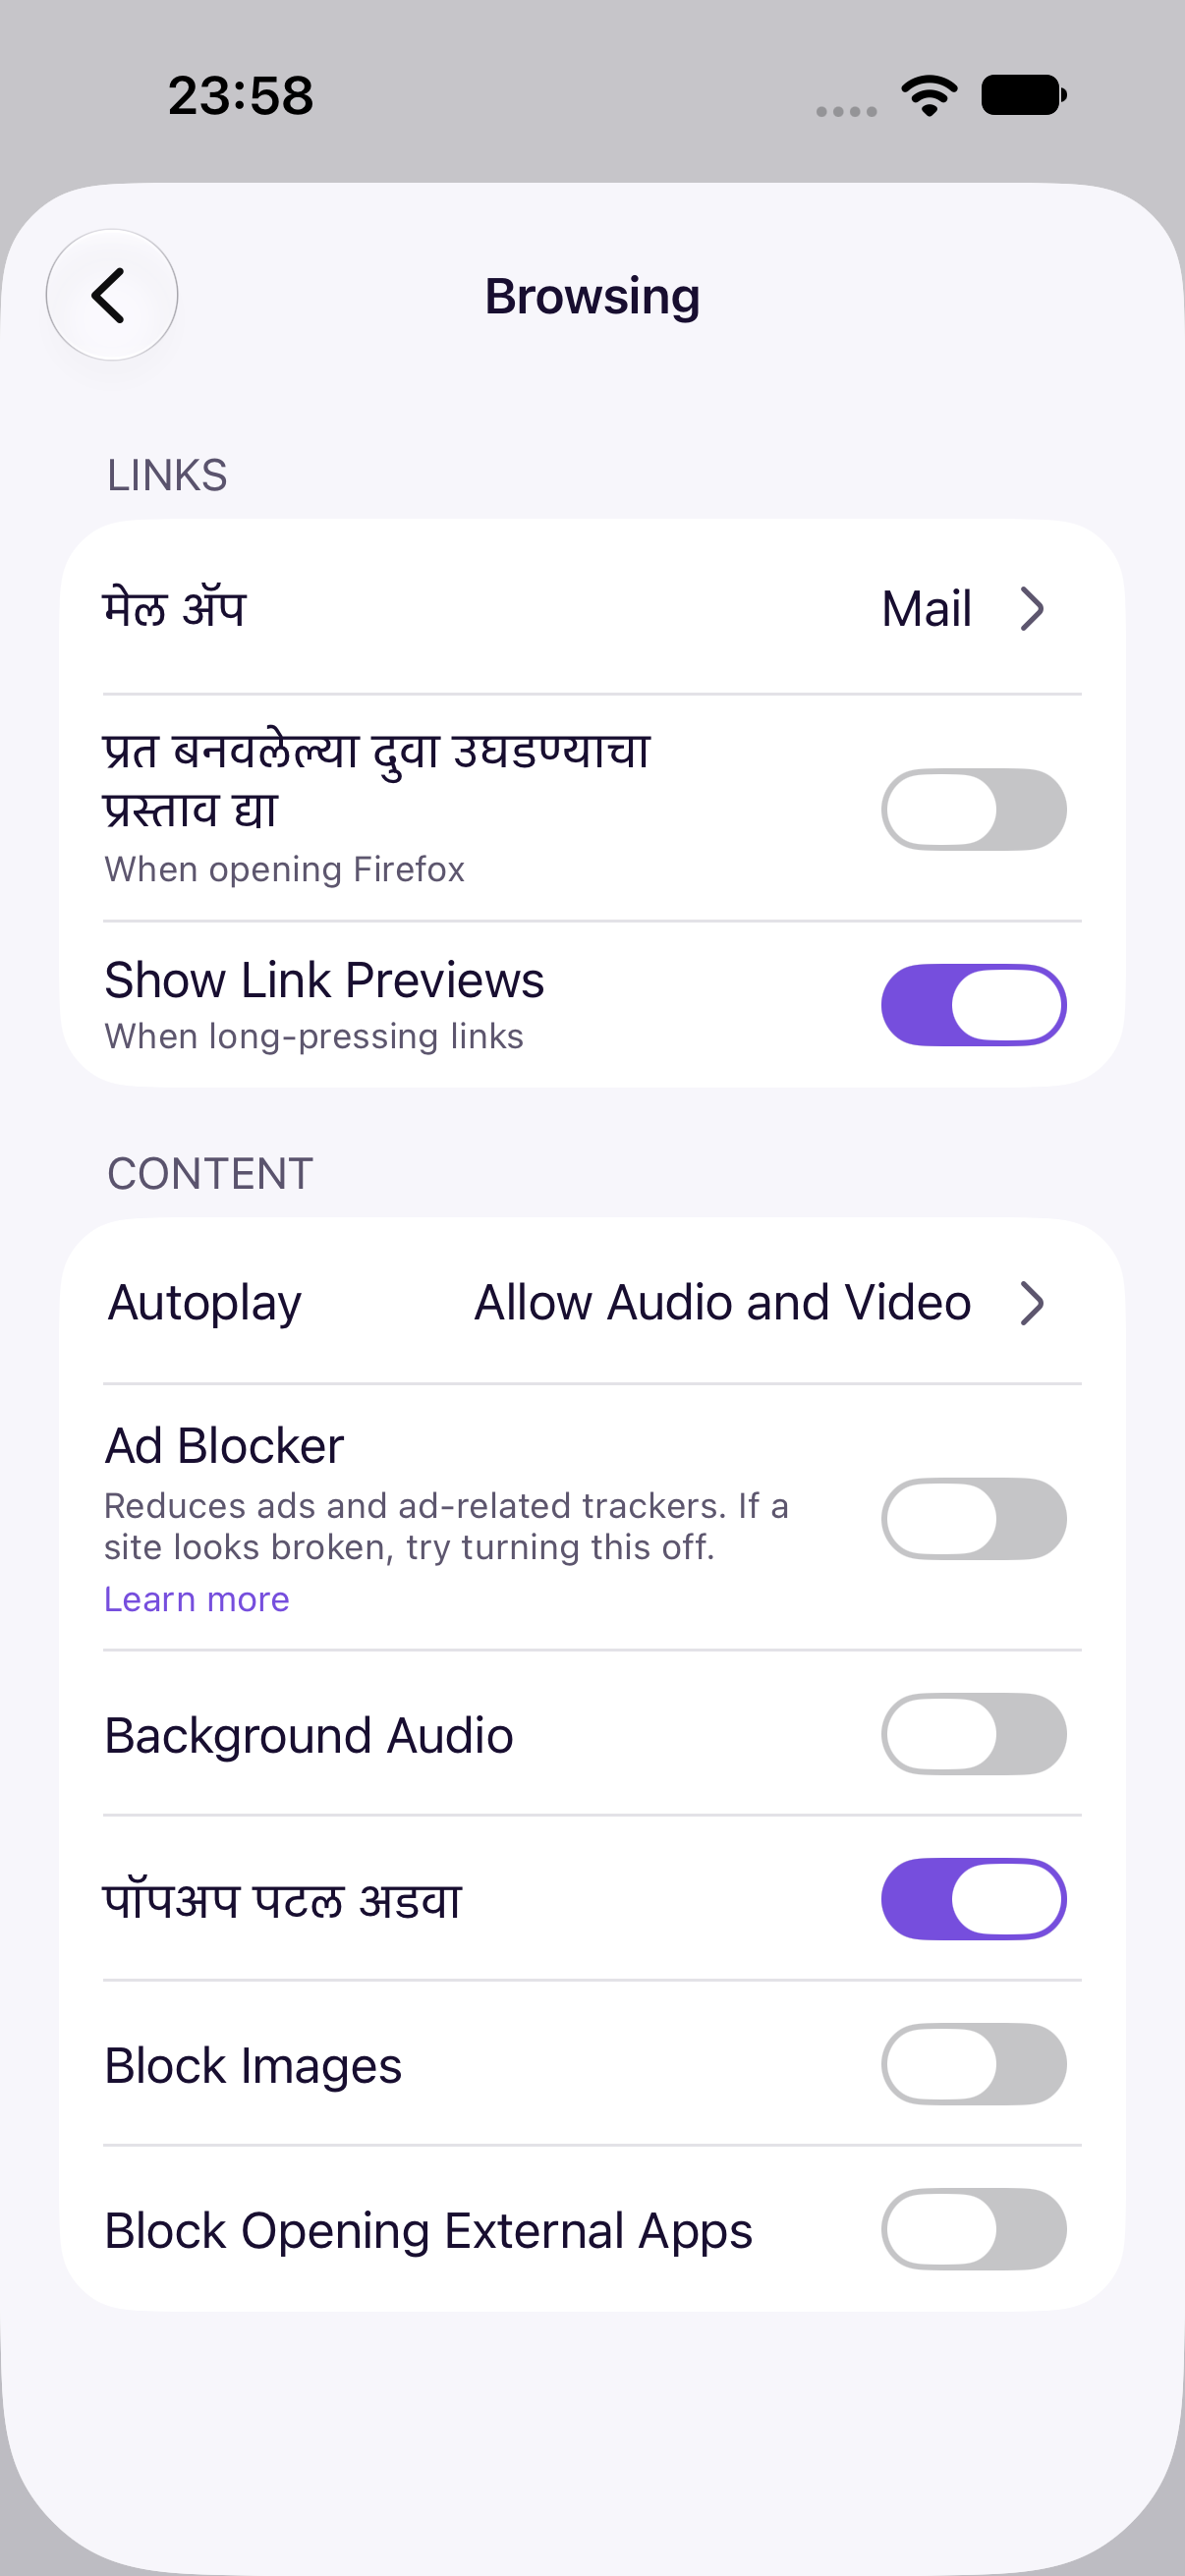 23:58
Browsing
LINKS
मेल ॲप Mail
प्रत बनवलेल्या दुवा उघडण्याचा
प्रस्ताव द्या
When opening Firefox
Show Link Previews
When long-pressing links
CONTENT
Autoplay Allow Audio and Video
Ad Blocker
Reduces ads and ad-related trackers. If a
site looks broken, try turning this off.
Learn more
Background Audio
पॉपअप पटल अडवा
Block Images
Block Opening External Apps